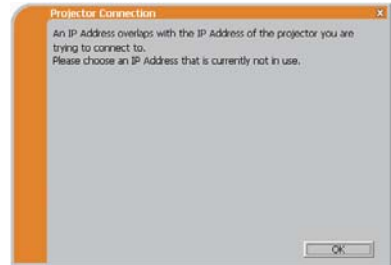 Projector Connection
X
An IP Address overlaps with the IP Address of the projector you are
trying to connect to.
Please choose an IP Address that is currently not in use.
OK